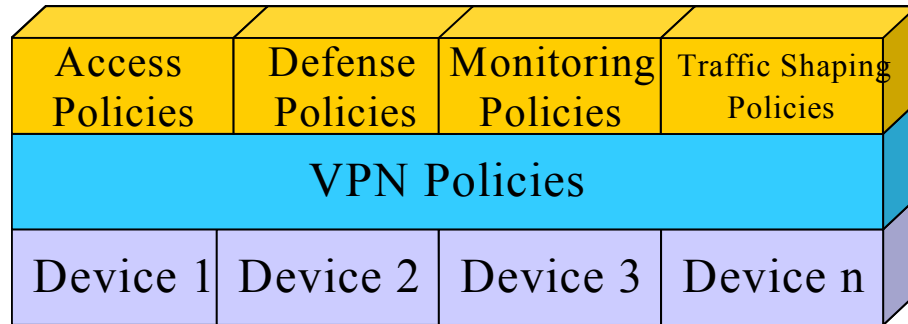 Access
Policies
Defense
Policies
Monitoring
Policies
Traffic Shaping
Policies
VPN Policies
Device 1
Device 2
Device 3
Device n